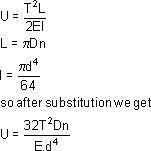 U = T²L / 2EI
L = πDn
I = πd⁴ / 64
so after substitution we get
U = 32T²Dn / E.d⁴